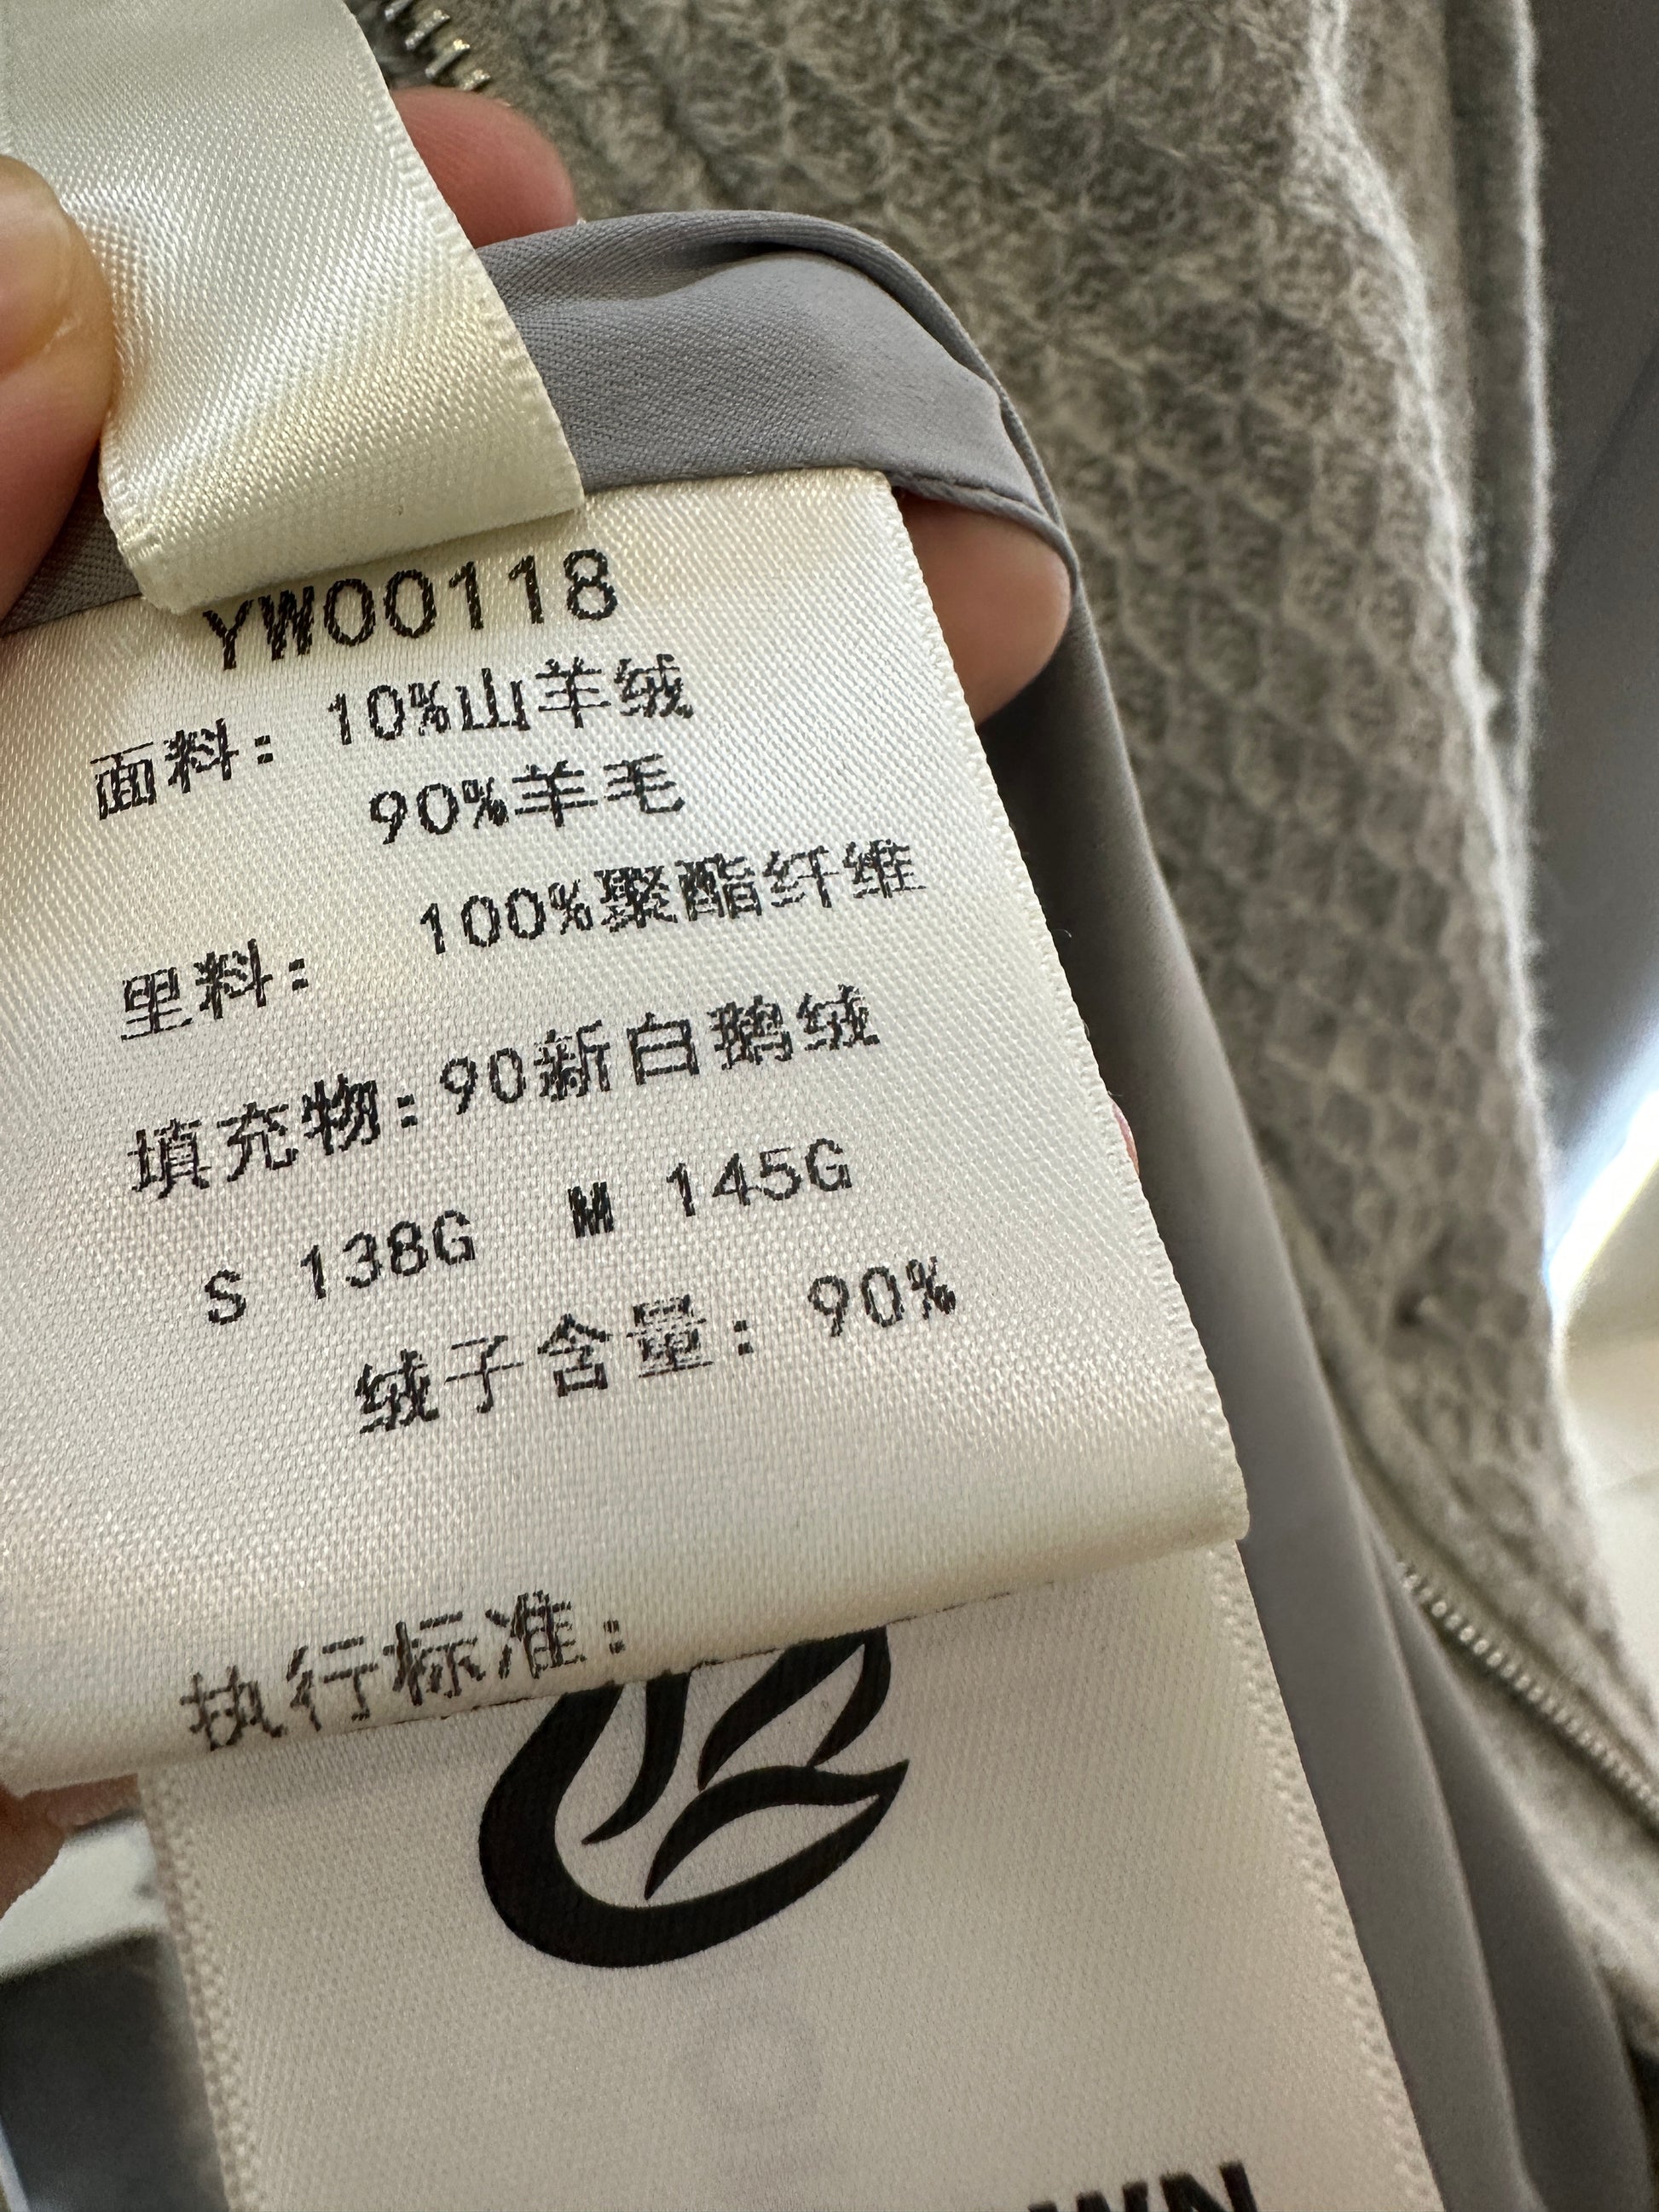 YW00118
面料：10%山羊绒
90%羊毛
100%聚酯纤维
里料：
填充物：90新白鹅绒
S 138G M 145G
绒子含量：90%
执行标准：
WN